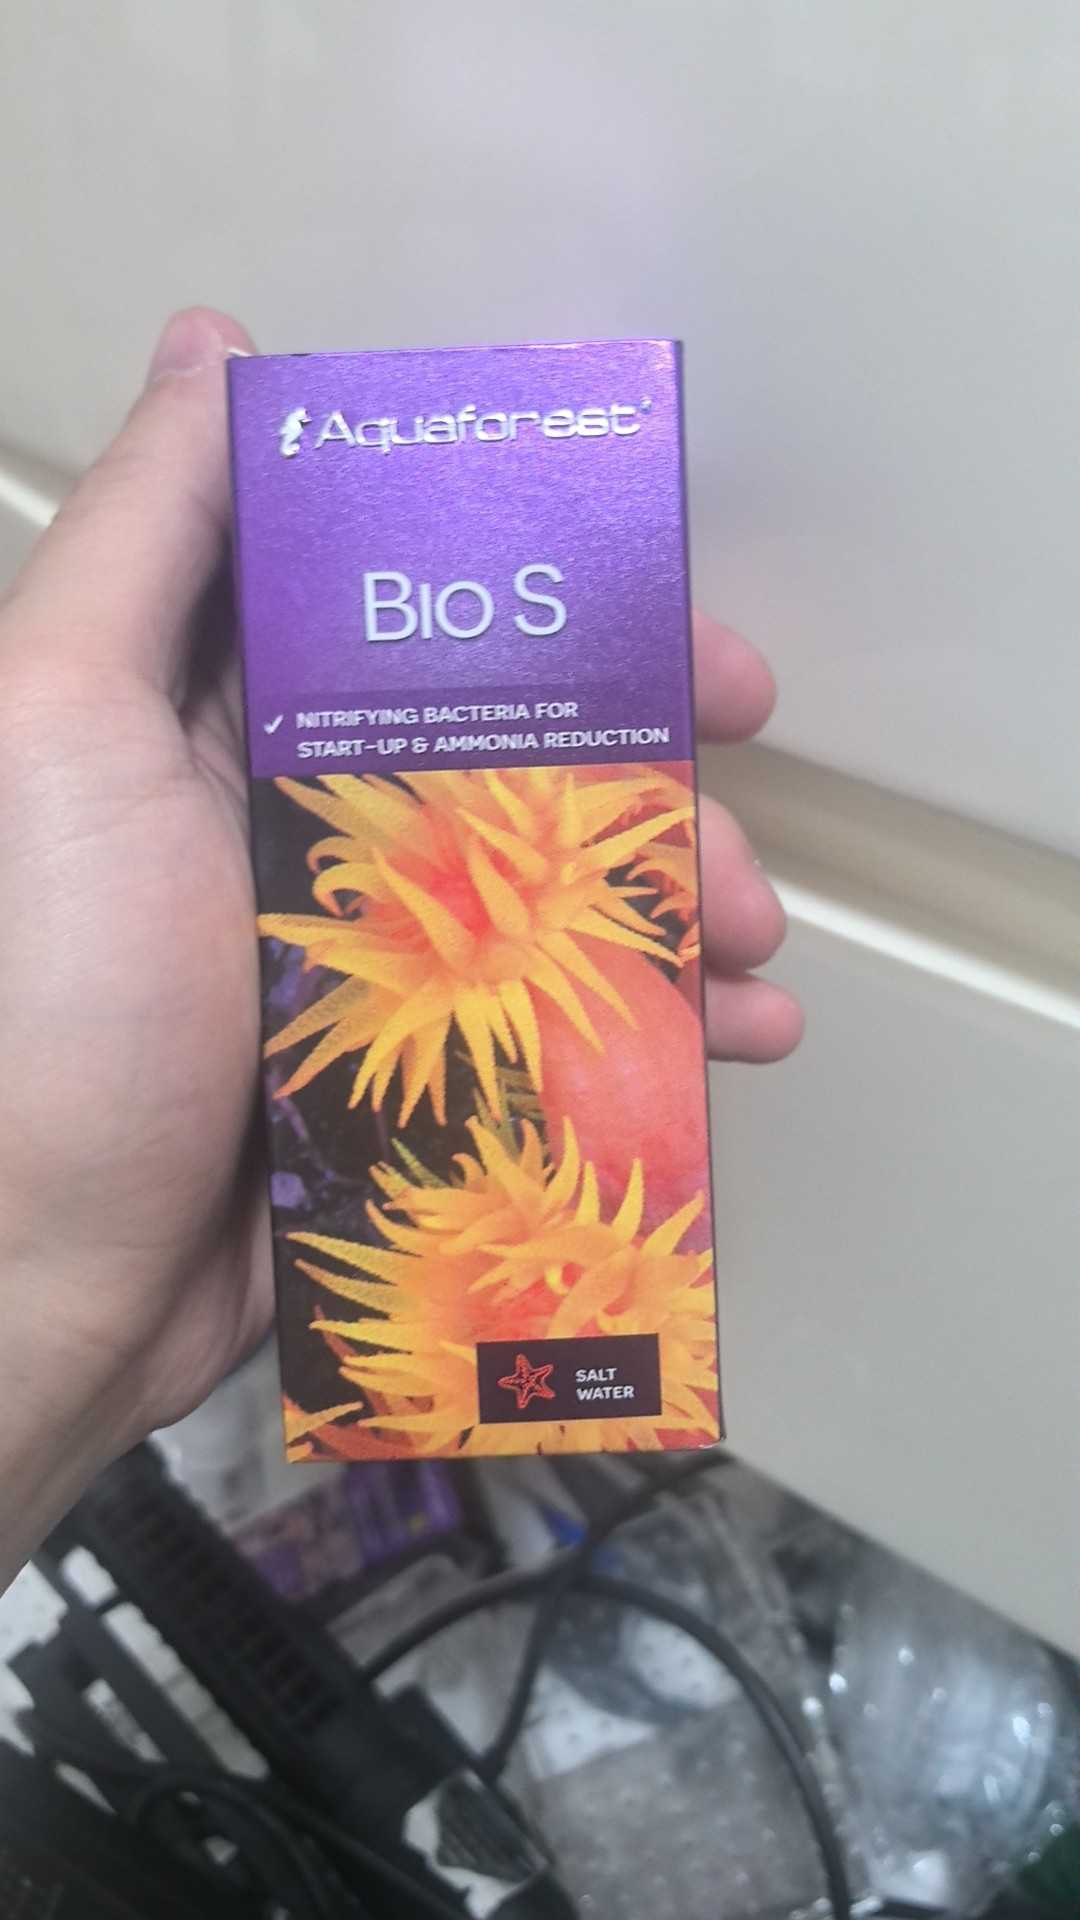 Aquaforest
Bio S
✓ NITRIFYING BACTERIA FOR
START-UP & AMMONIA REDUCTION
SALT
WATER